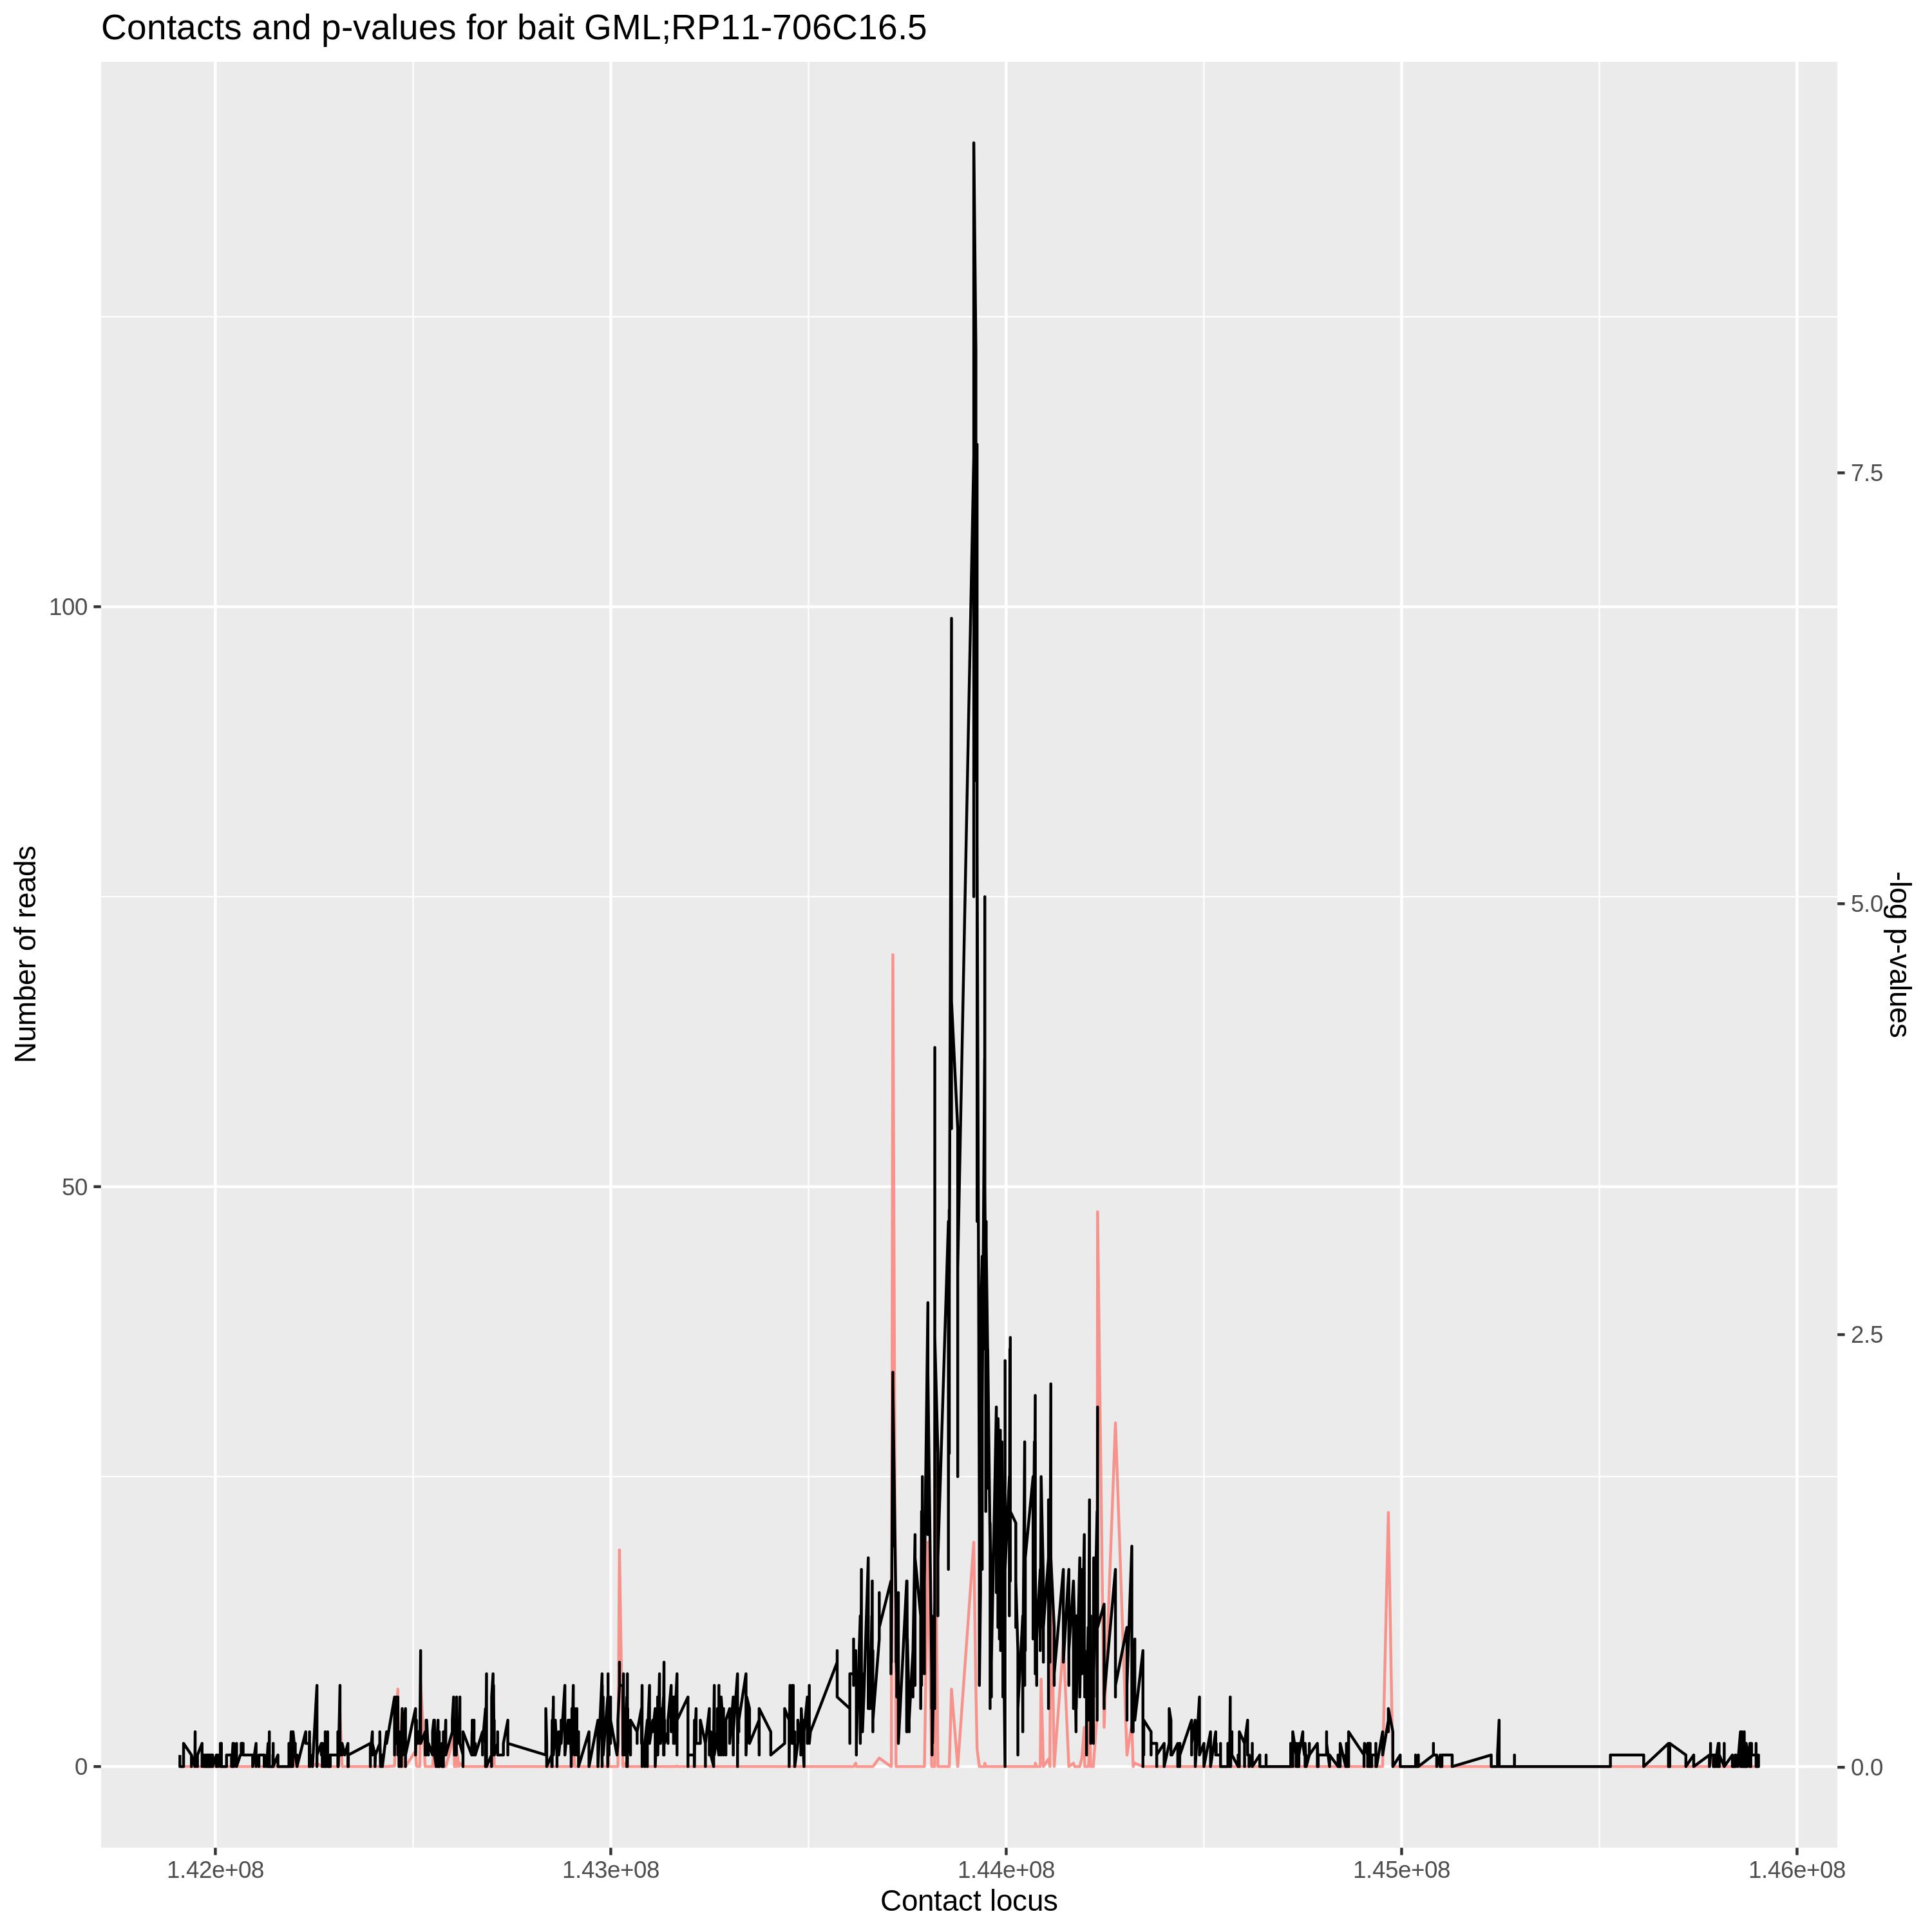 Contacts and p-values for bait GML;RP11-706C16.5
Number of reads
100
50
0
7.5
5.0
2.5
0.0
-log p-values
1.42e+08
1.43e+08
1.44e+08
1.45e+08
1.46e+08
Contact locus